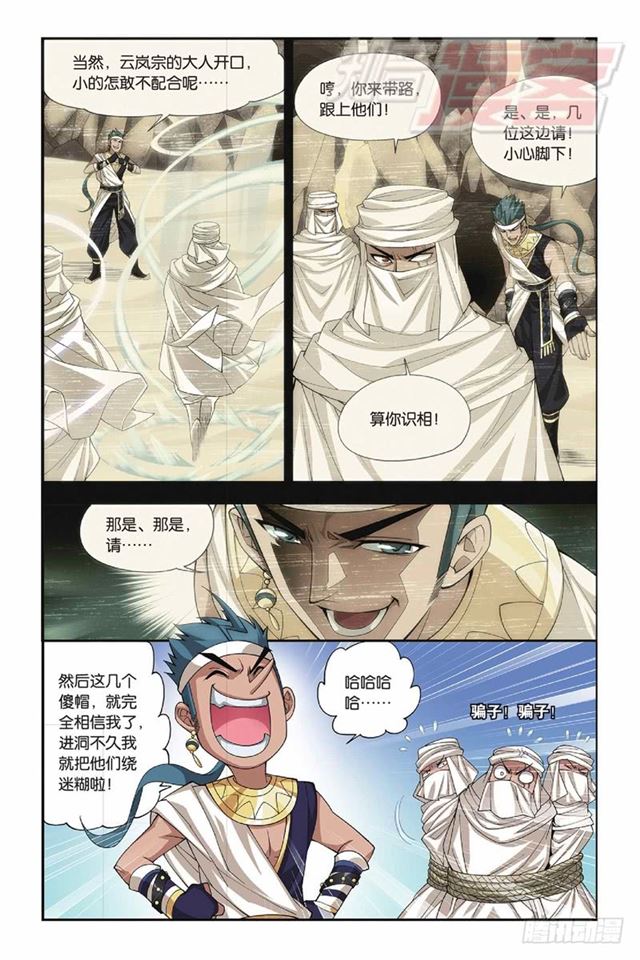 当然，云岚宗的大人开口，
小的怎敢不配合呢……
哼，你来带路，
跟上他们！
是、是，几
位这边请！
小心脚下！
算你识相！
那是、那是，
请……
然后这几个
傻帽，就完
全相信我了，
进洞不久我
就把他们绕
迷糊啦！
哈哈哈
哈……
骗子！骗子！
腾讯动漫